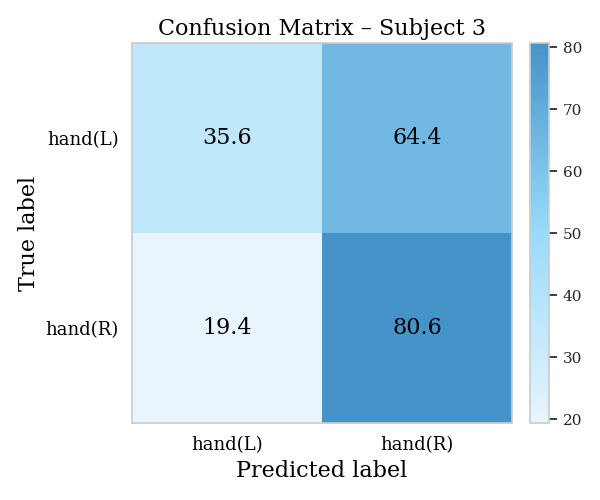 Confusion Matrix – Subject 3
80
70
60
50
40
30
20
True label
hand(L)
35.6
64.4
hand(R)
19.4
80.6
hand(L)
hand(R)
Predicted label